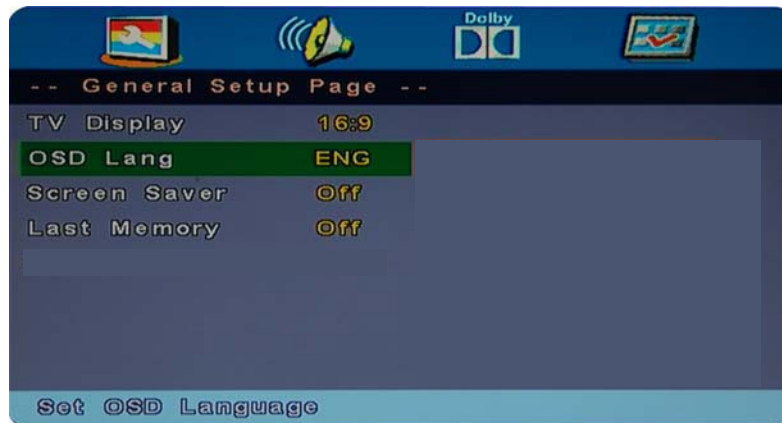 Dolby
-- General Setup Page --
TV Display 16:9
OSD Lang ENG
Screen Saver Off
Last Memory Off
Set OSD Language